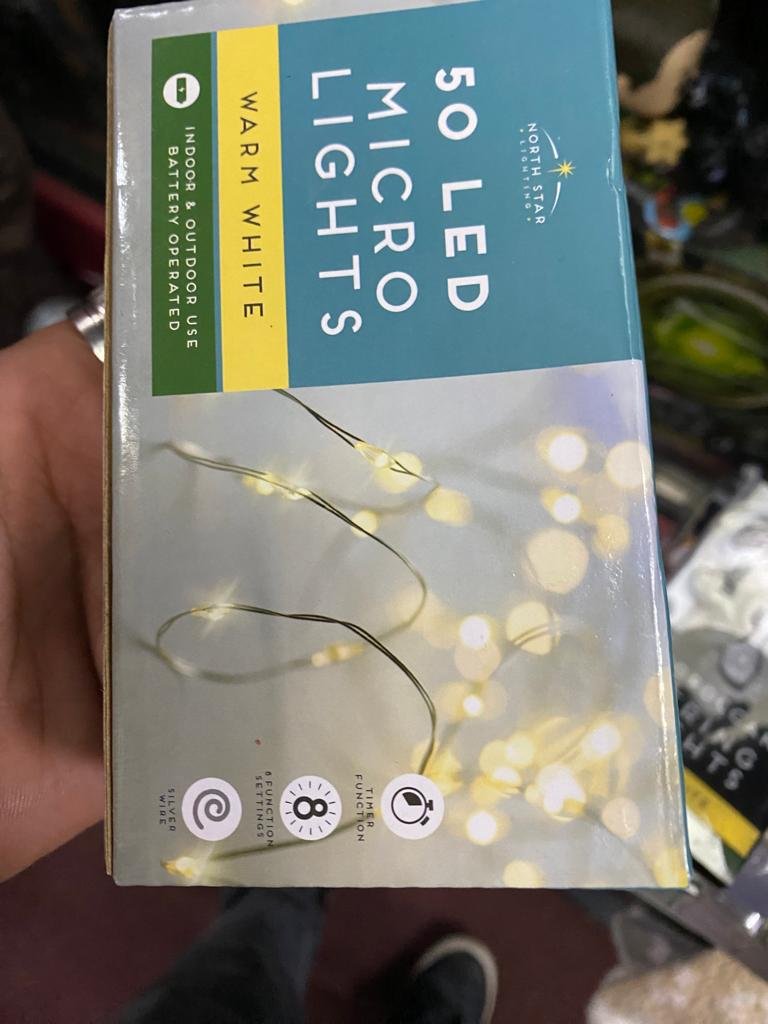 NORTH STAR
• LIGHTING •
50 LED
MICRO
LIGHTS
WARM WHITE
INDOOR & OUTDOOR USE
BATTERY OPERATED
TIMER
FUNCTION
8
8 FUNCTION
SETTINGS
SILVER
WIRE